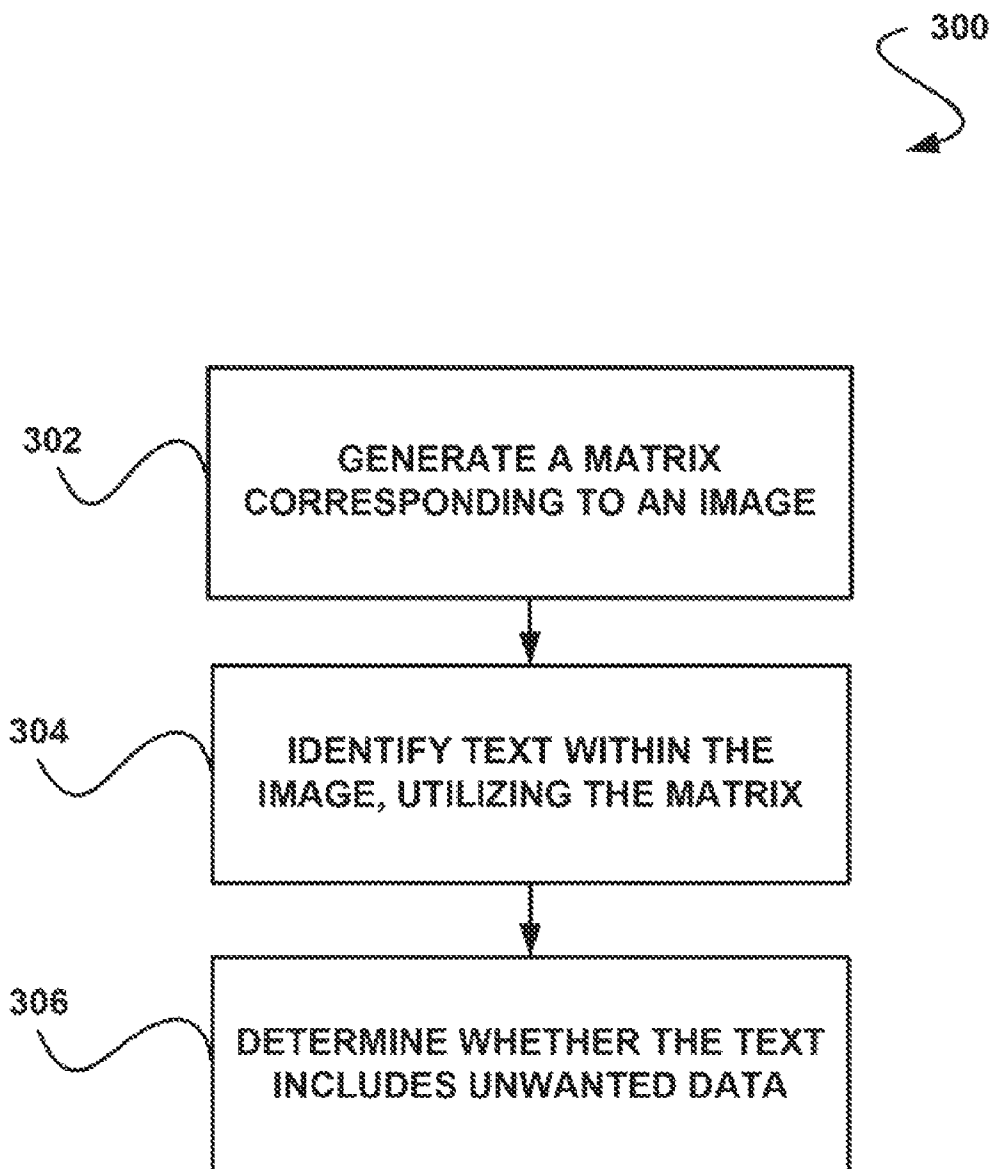 300
302
GENERATE A MATRIX
CORRESPONDING TO AN IMAGE
304
IDENTIFY TEXT WITHIN THE
IMAGE, UTILIZING THE MATRIX
306
DETERMINE WHETHER THE TEXT
INCLUDES UNWANTED DATA